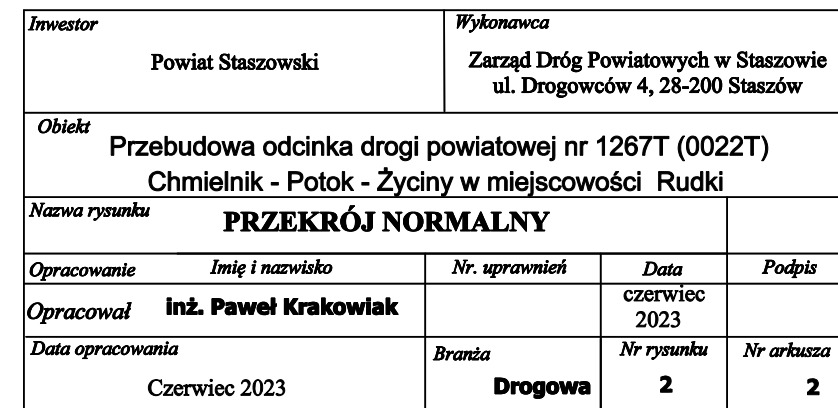 Inwestor
Powiat Staszowski
Wykonawca
Zarząd Dróg Powiatowych w Staszowie
ul. Drogowców 4, 28-200 Staszów
Obiekt
Przebudowa odcinka drogi powiatowej nr 1267T (0022T)
Chmielnik - Potok - Życiny w miejscowości Rudki
Nazwa rysunku
PRZEKRÓJ NORMALNY
Opracowanie Imię i nazwisko Nr. uprawnień Data Podpis
Opracował inż. Paweł Krakowiak czerwiec
2023
Data opracowania Branża Nr rysunku Nr arkusza
Czerwiec 2023 Drogowa 2 2